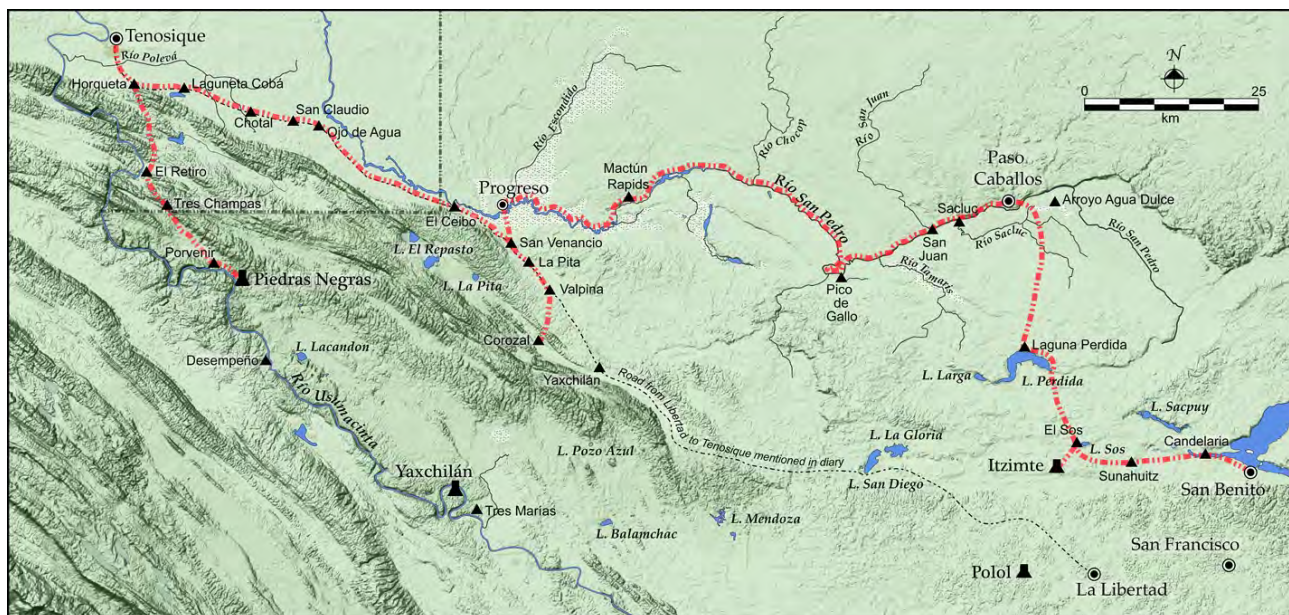 Tenosique
Río Polevá
Horqueta
Laguneta Cobá
San Claudio
Chotal
Ojo de Agua
El Retiro
Tres Champas
Porvenir
Piedras Negras
Río Escondido
Progreso
Mactún
Rapids
El Ceibo
L. El Repasto
San Venancio
La Pita
L. La Pita
Valpina
Corozal
Yaxchilán
Río Chocop
Río San Juan
Río San Pedro
Paso
Caballos
Sacluc
Arroyo Agua Dulce
San
Juan
Río Sacluc
Río San Pedro
Río Tamaris
Pico
de
Gallo
N
0
25
km
Desempeño
L. Lacandon
Río Usumacinta
Laguna Perdida
L. Larga
L. Perdida
Road from Libertad to Tenosique mentioned in diary
L. Sacpuy
El Sos
L. Sos
Candelaria
L. La Gloria
L. Pozo Azul
Itzimte
Sunahuitz
San Benito
L. San Diego
Yaxchilán
Tres Marías
L. Balamchac
L. Mendoza
San Francisco
Polol
La Libertad